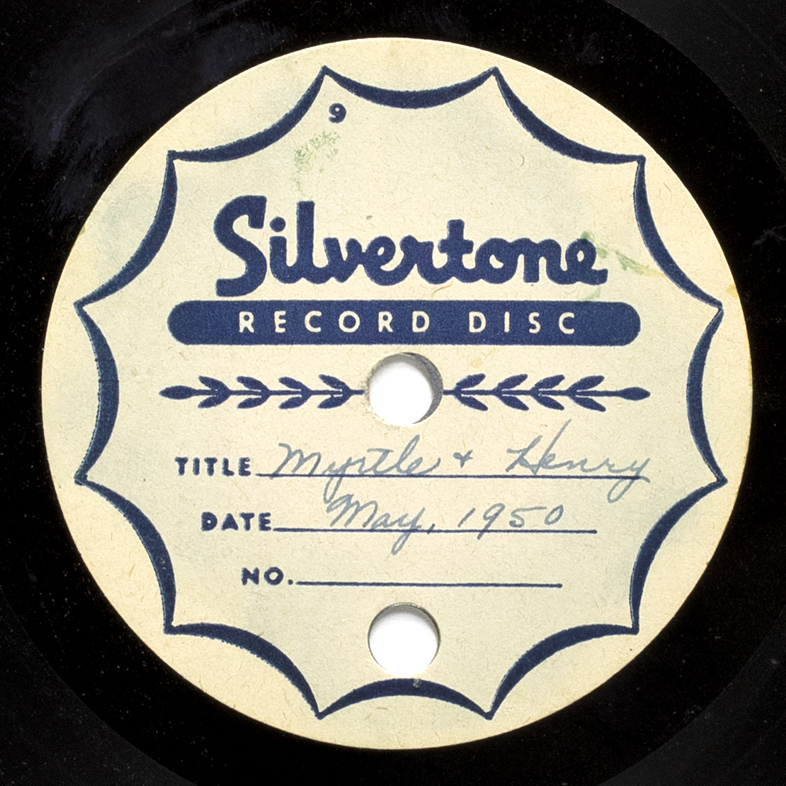 9
Silvertone
RECORD DISC
TITLE Myrtle + Henry
DATE May, 1950
NO.